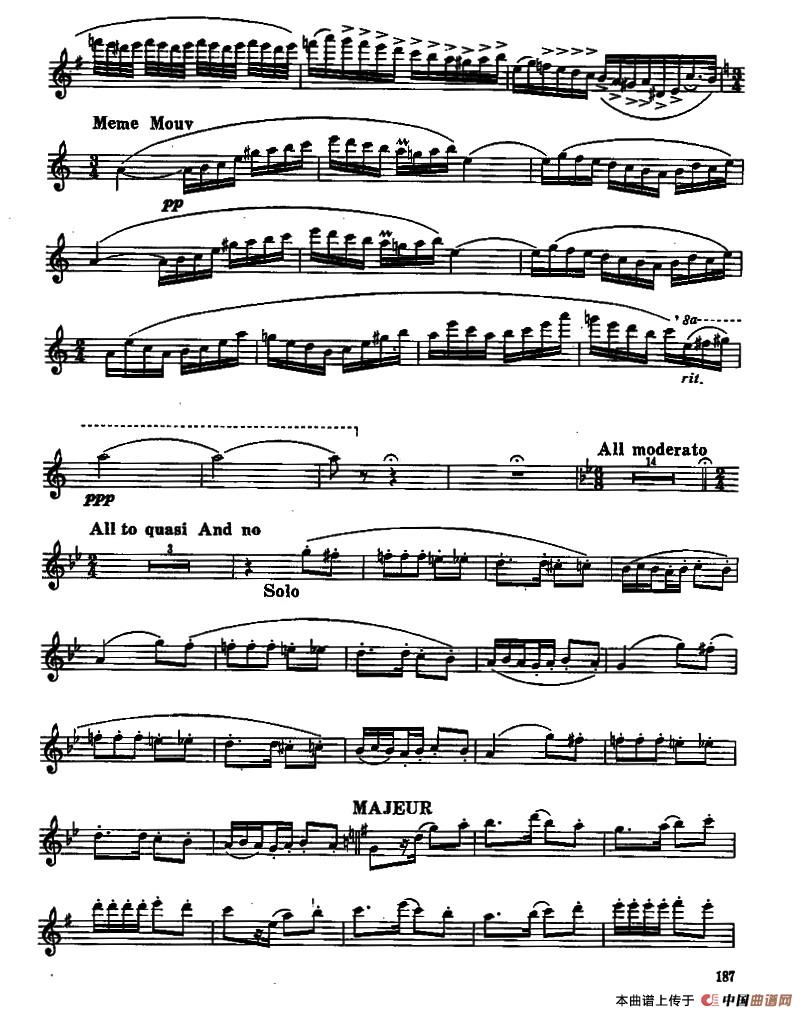 Meme Mouv
pp
8a
rit.
All moderato
14
ppp
All to quasi And no
3
Solo
MAJEUR
187
本曲谱上传于 中国曲谱网